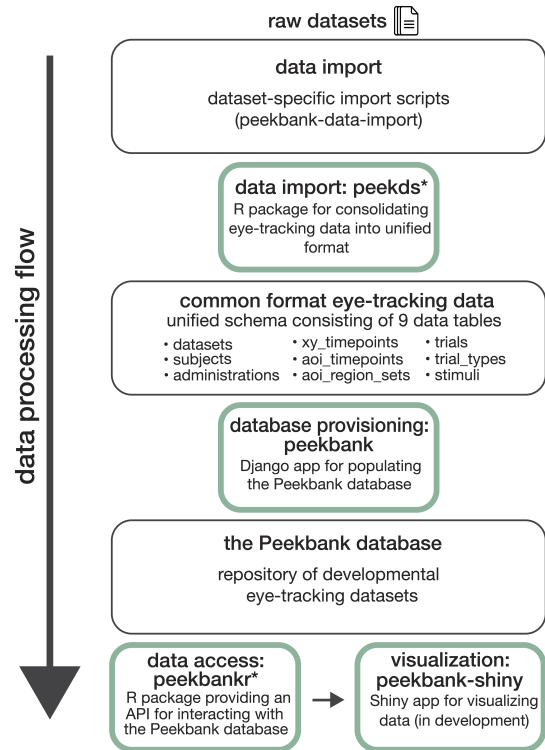 raw datasets
data import
dataset-specific import scripts
(peekbank-data-import)
data import: peekds*
R package for consolidating
eye-tracking data into unified
format
data processing flow
common format eye-tracking data
unified schema consisting of 9 data tables
• datasets • xy_timepoints • trials
• subjects • aoi_timepoints • trial_types
• administrations • aoi_region_sets • stimuli
database provisioning:
peekbank
Django app for populating
the Peekbank database
the Peekbank database
repository of developmental
eye-tracking datasets
data access:
peekbankr*
R package providing an
API for interacting with
the Peekbank database
visualization:
peekbank-shiny
Shiny app for visualizing
data (in development)